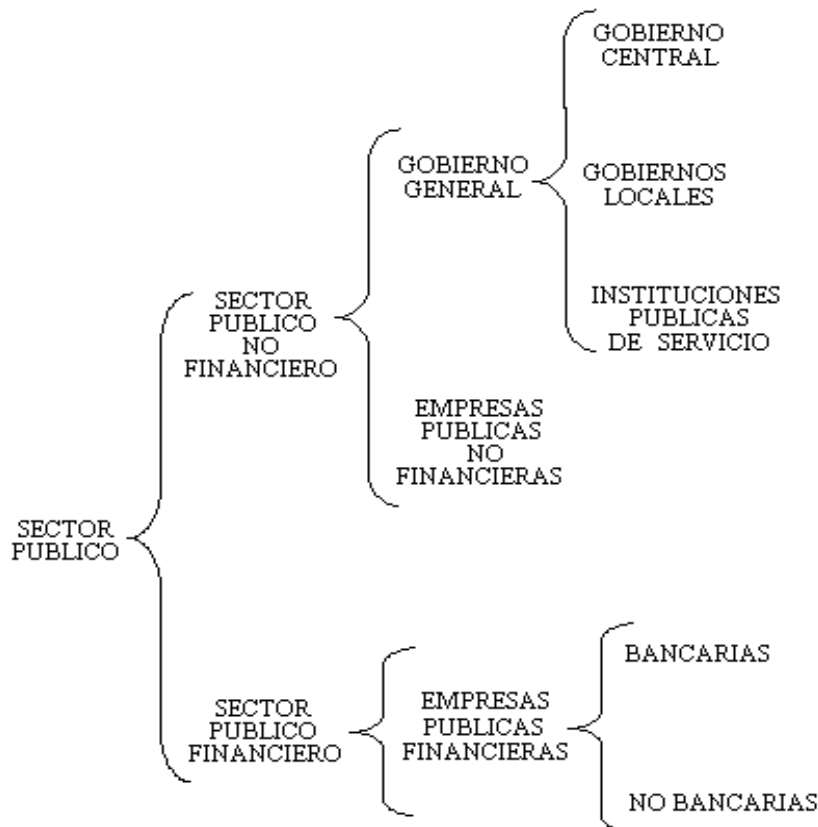 GOBIERNO
CENTRAL
GOBIERNO
GENERAL
GOBIERNOS
LOCALES
INSTITUCIONES
PUBLICAS
DE SERVICIO
SECTOR
PUBLICO
NO
FINANCIERO
EMPRESAS
PUBLICAS
NO
FINANCIERAS
SECTOR
PUBLICO
SECTOR
PUBLICO
FINANCIERO
EMPRESAS
PUBLICAS
FINANCIERAS
BANCARIAS
NO BANCARIAS